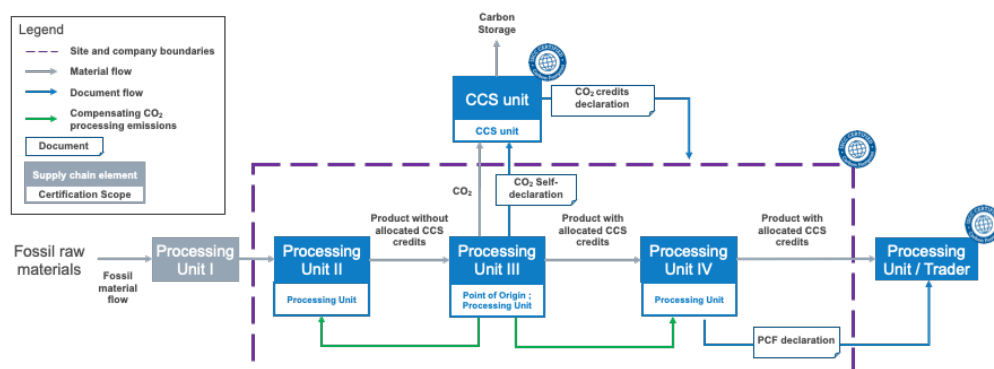 Legend
Site and company boundaries
Material flow
Document flow
Compensating CO₂
processing emissions
Document
Supply chain element
Certification Scope
Carbon
Storage
CCS unit
CCS unit
CO₂ credits
declaration
CO₂
CO₂ Self-
declaration
Fossil raw
materials
Fossil
material
flow
Processing
Unit I
Processing
Unit II
Processing Unit
Product without
allocated CCS
credits
Processing
Unit III
Point of Origin ;
Processing Unit
Product with
allocated CCS
credits
Processing
Unit IV
Processing Unit
Product with
allocated CCS
credits
Processing
Unit / Trader
PCF declaration